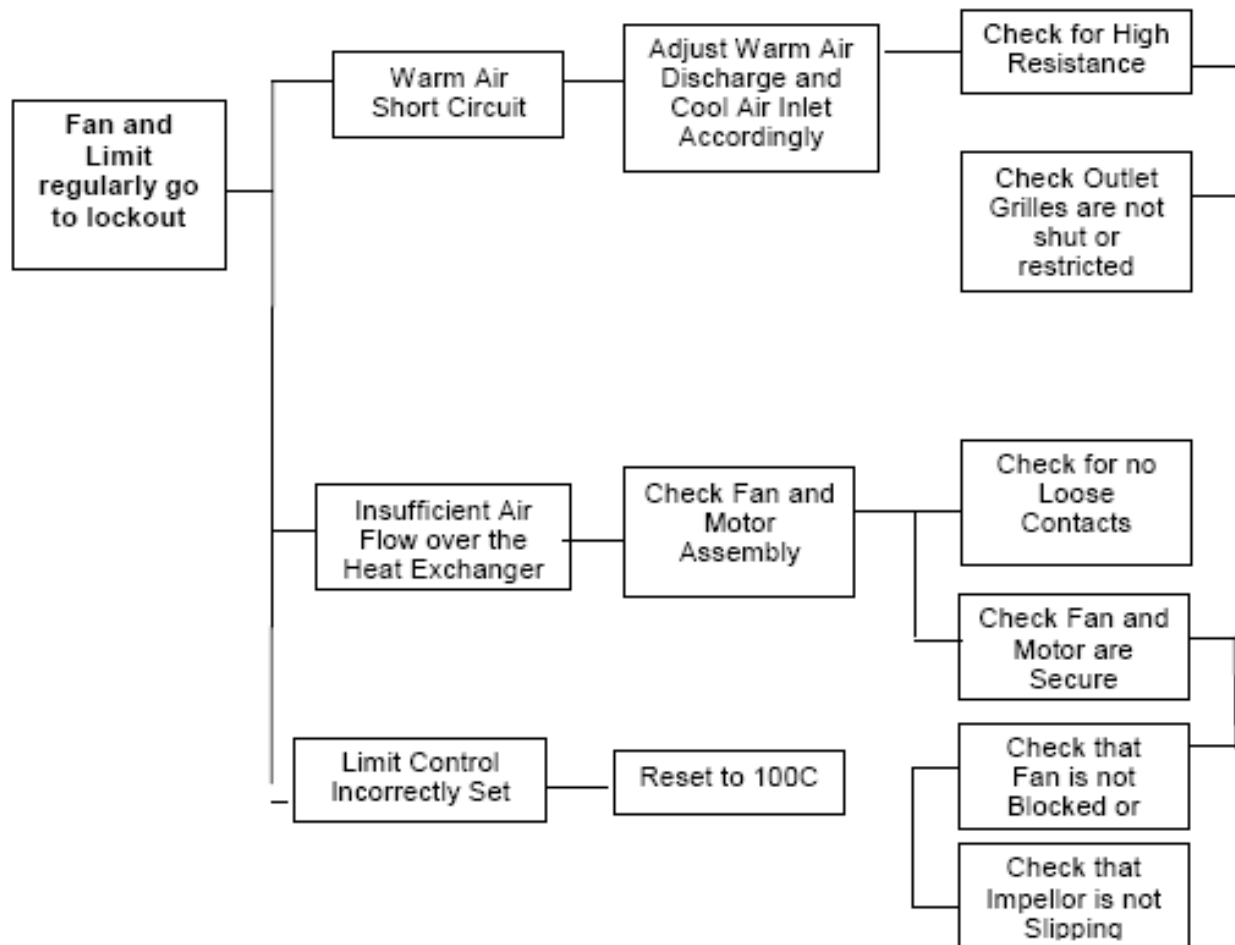 Fan and
Limit
regularly go
to lockout
Warm Air
Short Circuit
Adjust Warm Air
Discharge and
Cool Air Inlet
Accordingly
Check for High
Resistance
Check Outlet
Grilles are not
shut or
restricted
Insufficient Air
Flow over the
Heat Exchanger
Check Fan and
Motor
Assembly
Check for no
Loose
Contacts
Check Fan and
Motor are
Secure
Check that
Fan is not
Blocked or
Check that
Impellor is not
Slipping
Limit Control
Incorrectly Set
Reset to 100C